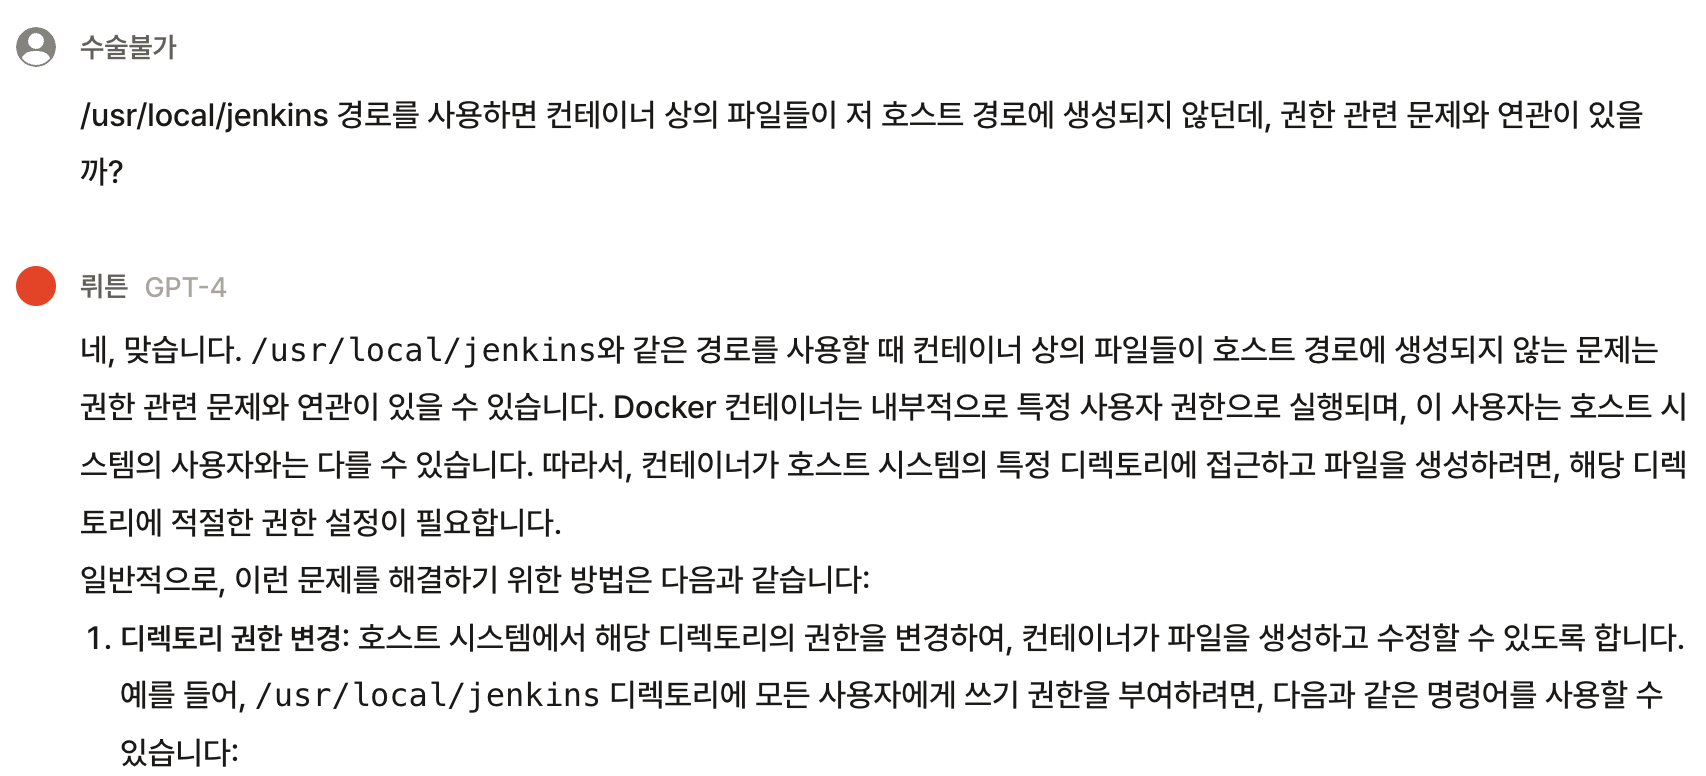 수술불가
/usr/local/jenkins 경로를 사용하면 컨테이너 상의 파일들이 저 호스트 경로에 생성되지 않던데, 권한 관련 문제와 연관이 있을
까?
뤼튼 GPT-4
네, 맞습니다. /usr/local/jenkins와 같은 경로를 사용할 때 컨테이너 상의 파일들이 호스트 경로에 생성되지 않는 문제는
권한 관련 문제와 연관이 있을 수 있습니다. Docker 컨테이너는 내부적으로 특정 사용자 권한으로 실행되며, 이 사용자는 호스트 시
스템의 사용자와는 다를 수 있습니다. 따라서, 컨테이너가 호스트 시스템의 특정 디렉토리에 접근하고 파일을 생성하려면, 해당 디렉
토리에 적절한 권한 설정이 필요합니다.
일반적으로, 이런 문제를 해결하기 위한 방법은 다음과 같습니다:
1. 디렉토리 권한 변경: 호스트 시스템에서 해당 디렉토리의 권한을 변경하여, 컨테이너가 파일을 생성하고 수정할 수 있도록 합니다.
예를 들어, /usr/local/jenkins 디렉토리에 모든 사용자에게 쓰기 권한을 부여하려면, 다음과 같은 명령어를 사용할 수
있습니다: